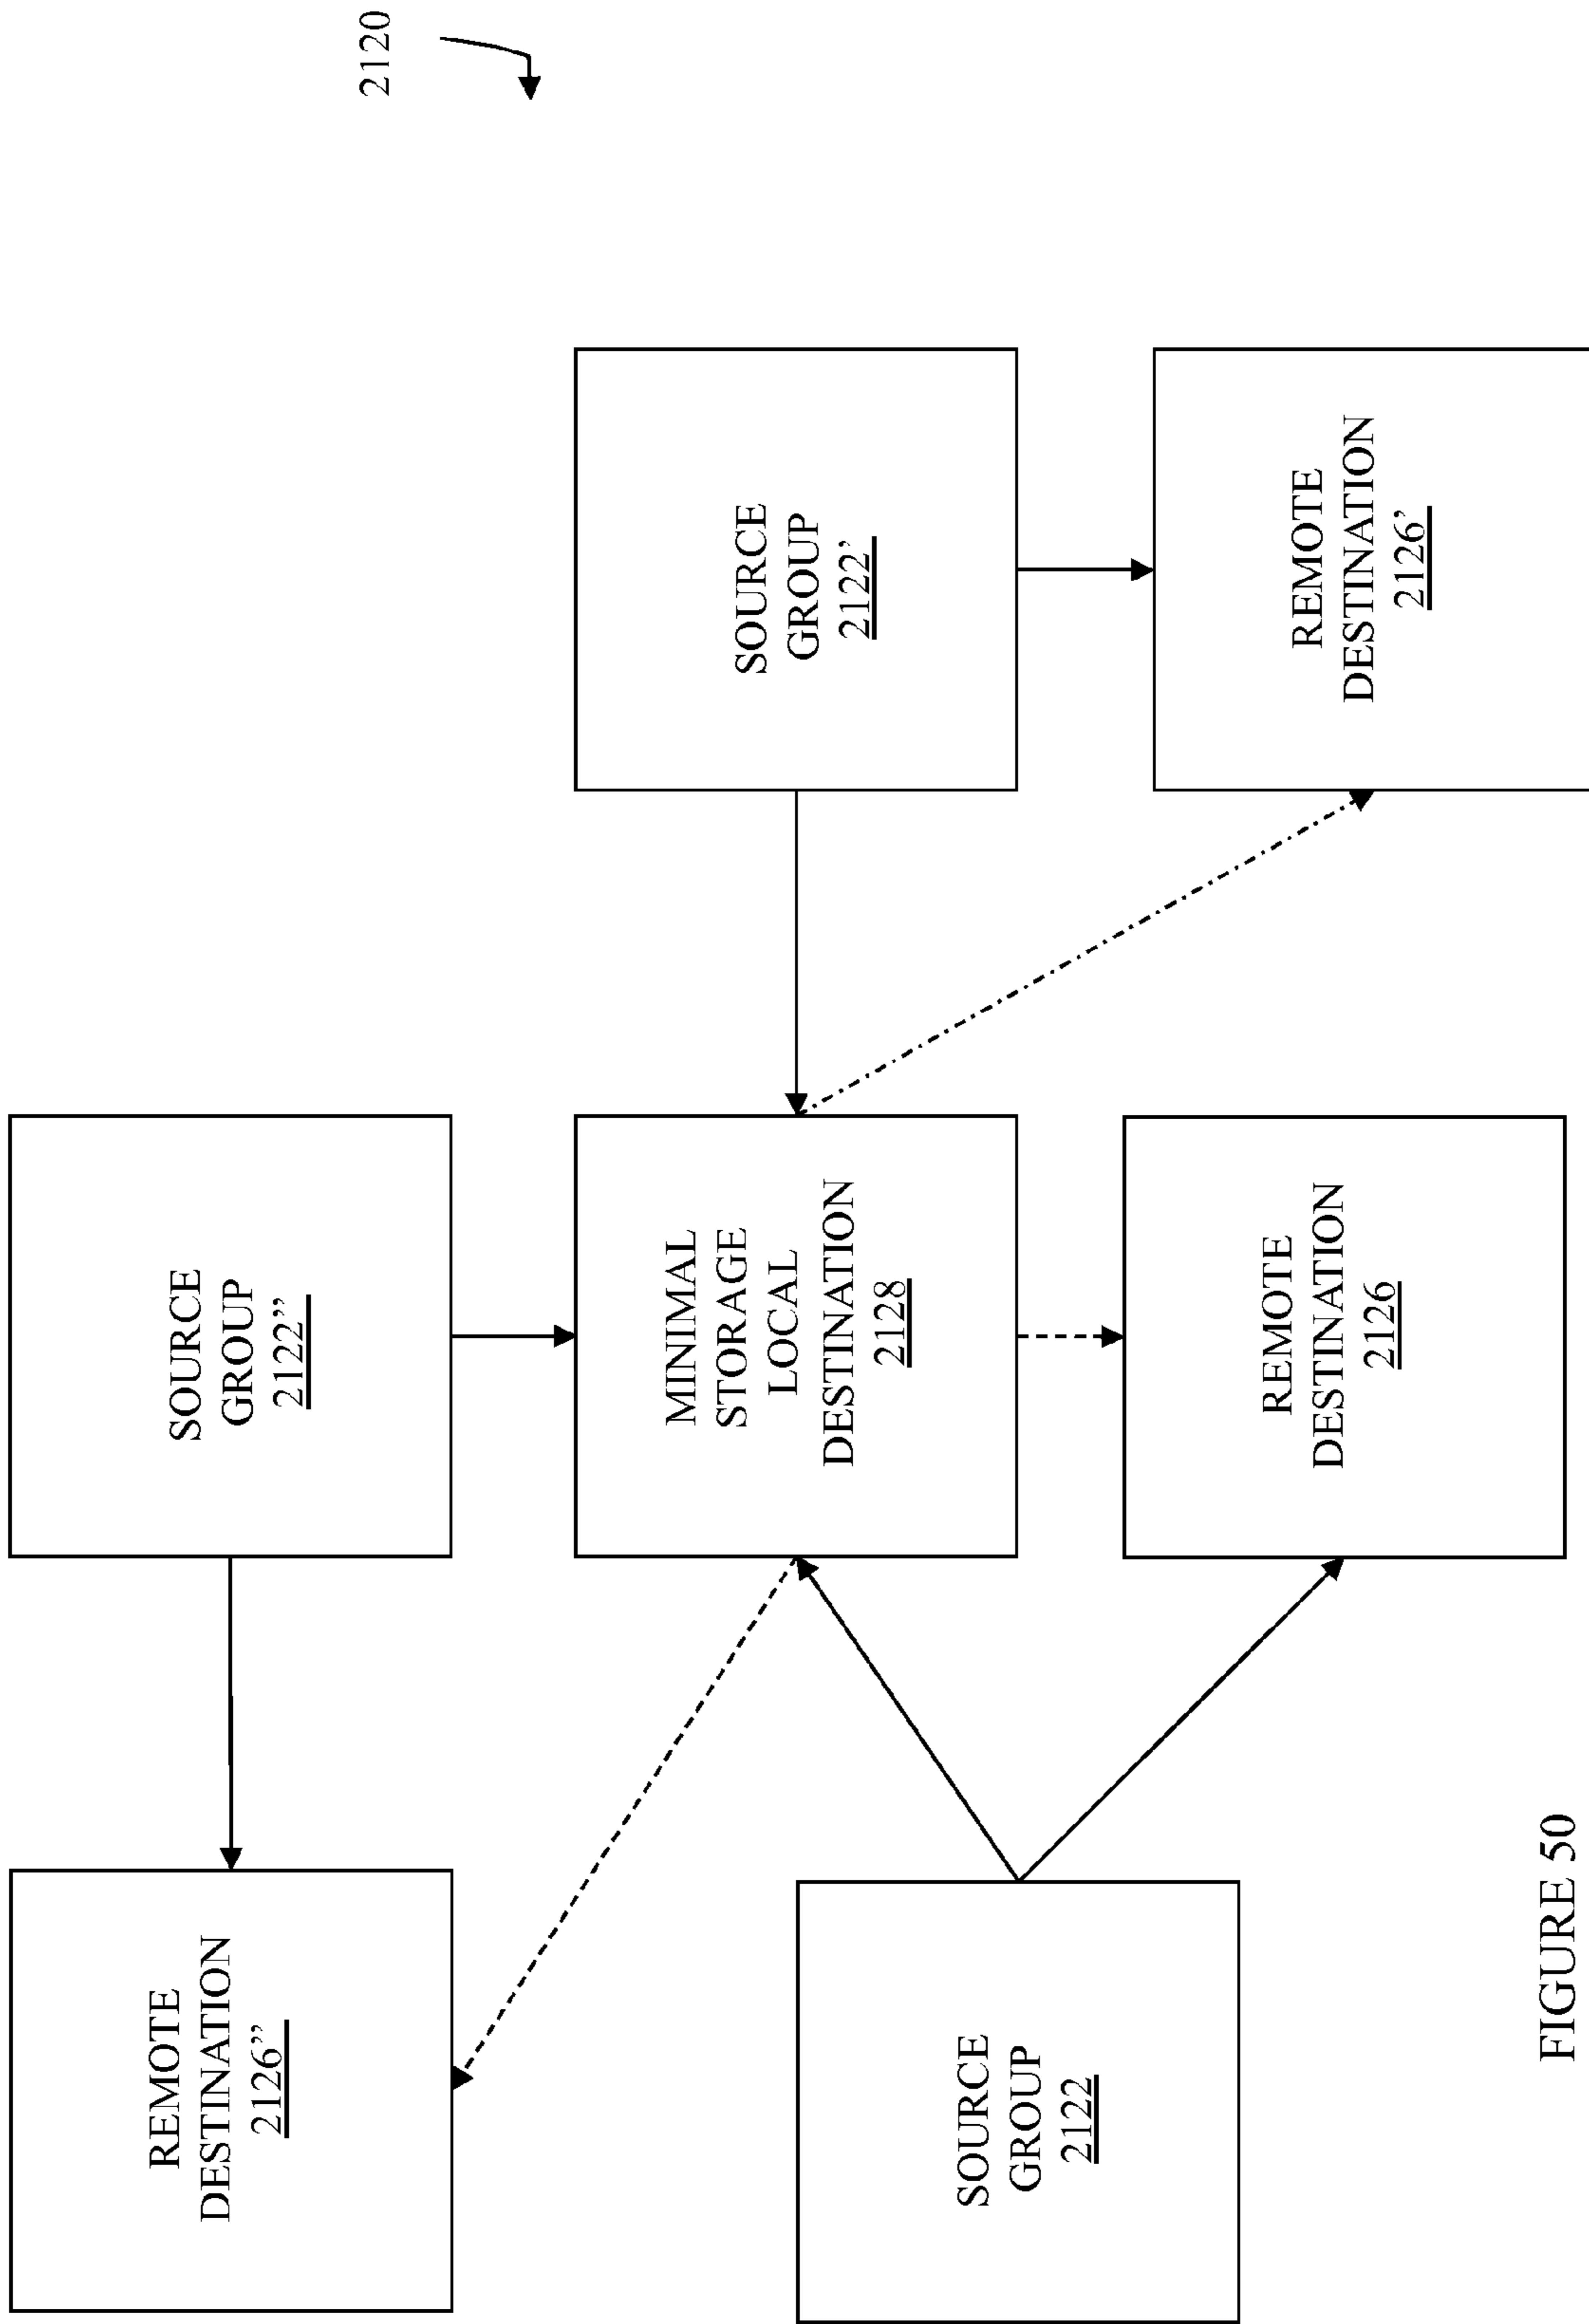 2120
REMOTE
DESTINATION
2126”
SOURCE
GROUP
2122”
SOURCE
GROUP
2122
MINIMAL
STORAGE
LOCAL
DESTINATION
2128
SOURCE
GROUP
2122’
REMOTE
DESTINATION
2126
REMOTE
DESTINATION
2126’
FIGURE 50